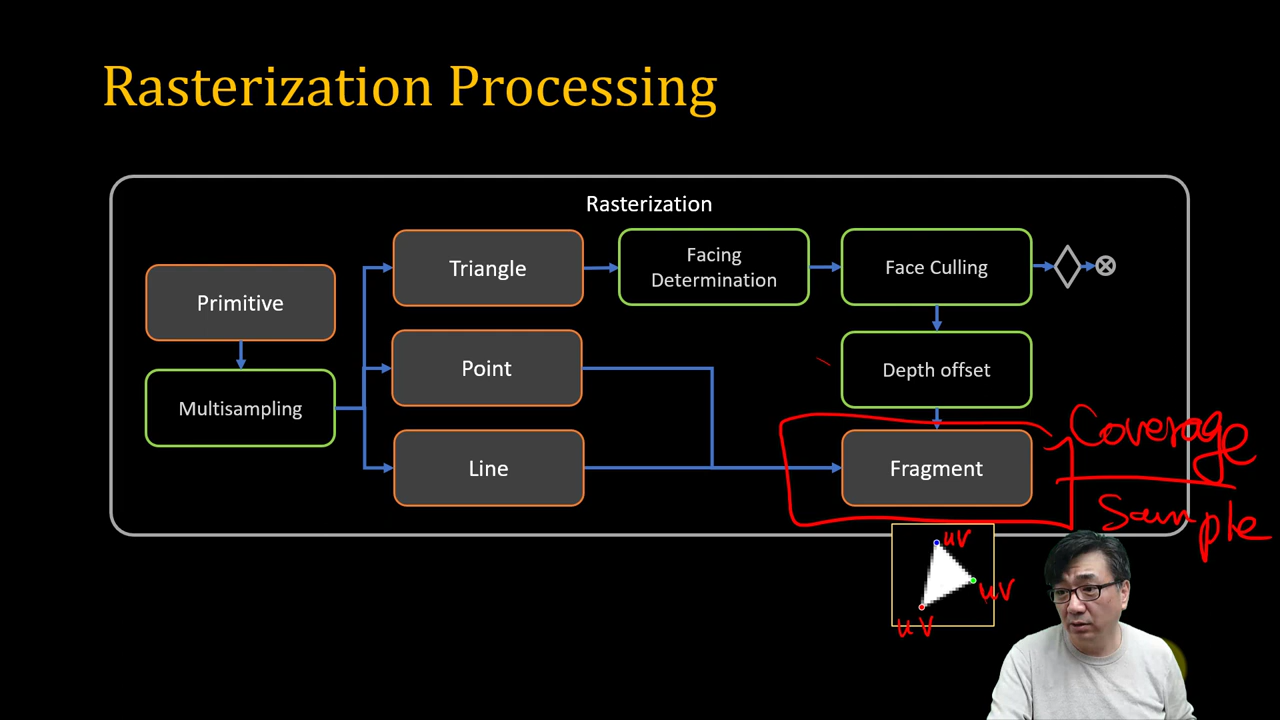 Rasterization Processing
Rasterization
Primitive
Multisampling
Triangle
Point
Line
Facing
Determination
Face Culling
Depth offset
Fragment
Coverage
Sample
uv
uv
uv